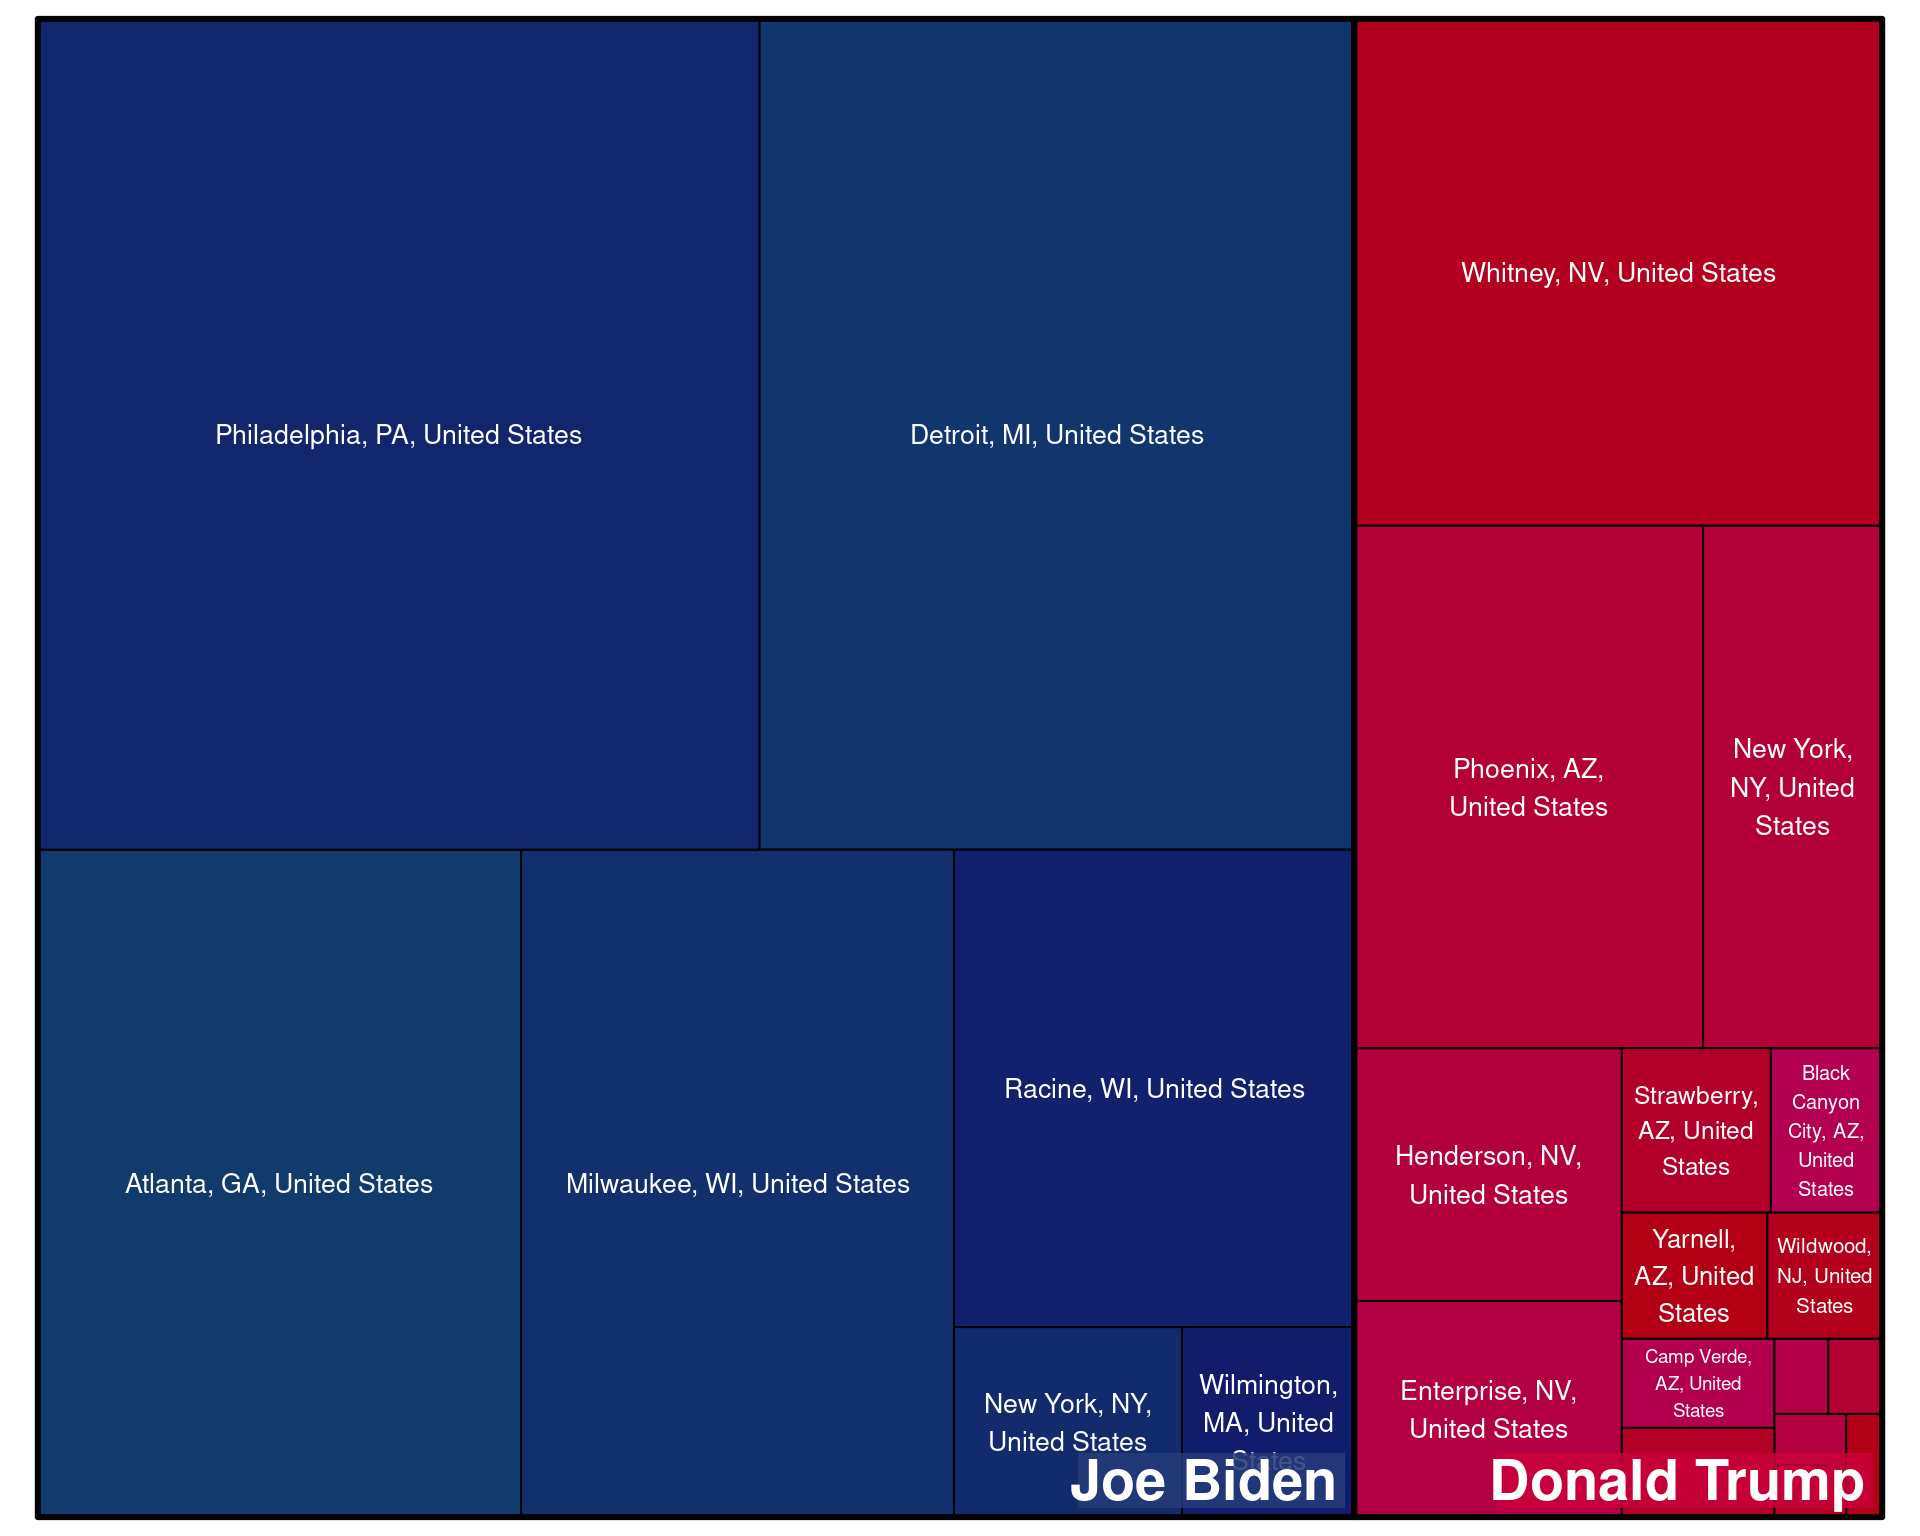 Philadelphia, PA, United States
Detroit, MI, United States
Atlanta, GA, United States
Milwaukee, WI, United States
Racine, WI, United States
New York, NY,
United States
Wilmington,
MA, United
States
Joe Biden
Whitney, NV, United States
Phoenix, AZ,
United States
New York,
NY, United
States
Henderson, NV,
United States
Enterprise, NV,
United States
Strawberry,
AZ, United
States
Black
Canyon
City, AZ,
United
States
Yarnell,
AZ, United
States
Wildwood,
NJ, United
States
Camp Verde,
AZ, United
States
Donald Trump